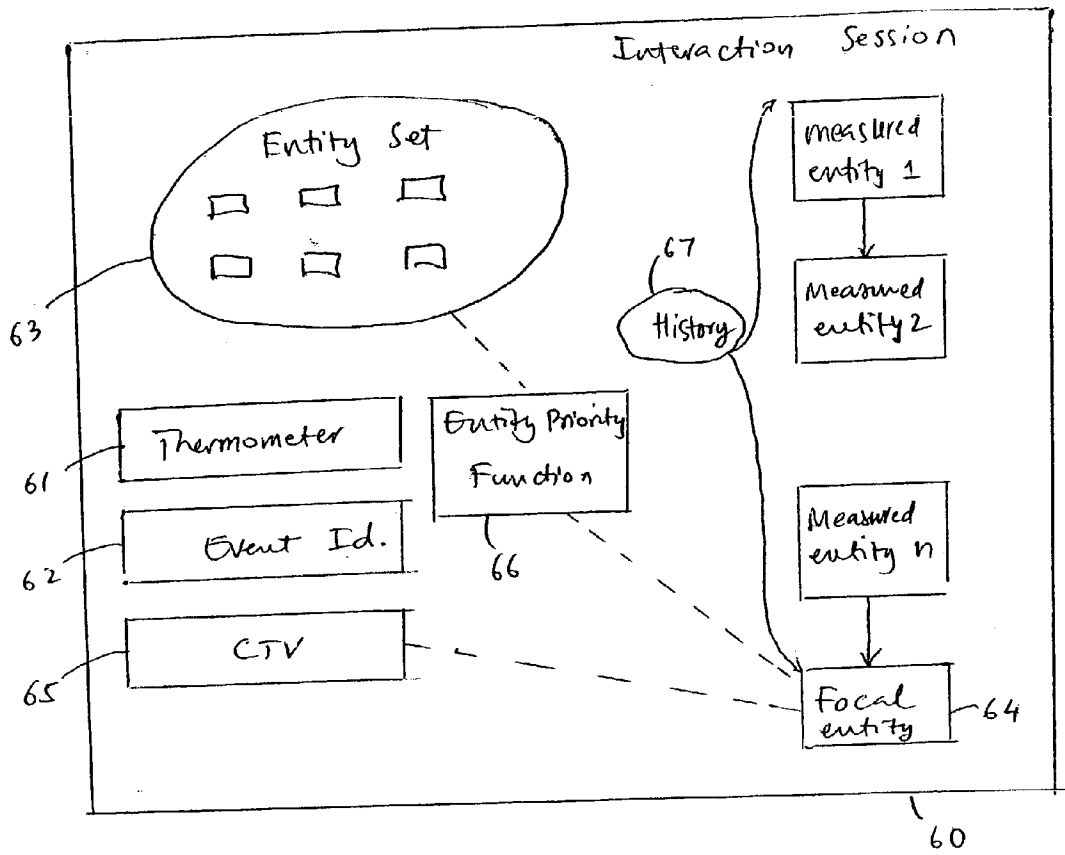 Interaction Session
Entity Set
measured
entity 1
67
Measured
entity 2
History
63
Entity Priority
Function
Thermometer
61
Measured
entity n
Event Id.
62
66
CTV
65
Focal
entity
64
60